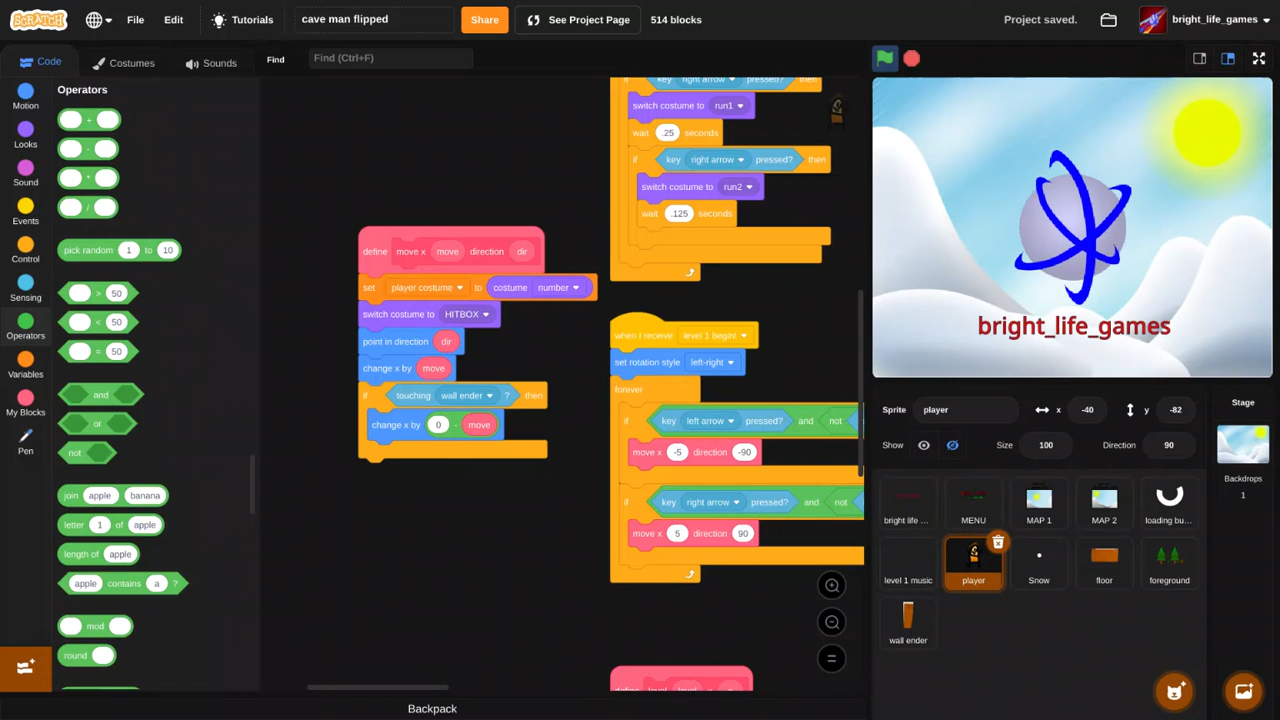 SCRATCH File Edit Tutorials cave man flipped Share See Project Page 514 blocks Project saved. bright_life_games
Code Costumes Sounds Find Find (Ctrl+F)
Motion
Looks
Sound
Events
Control
Sensing
Operators
Variables
My Blocks
Pen
Operators
+
-
*
/
pick random 1 to 10
> 50
< 50
= 50
and
or
not
join apple banana
letter 1 of apple
length of apple
apple contains a ?
mod
round
define move x move direction dir
set player costume to costume number
switch costume to HITBOX
point in direction dir
change x by move
if touching wall ender ? then
change x by 0 - move
if key right arrow pressed? then
switch costume to run1
wait .25 seconds
if key right arrow pressed? then
switch costume to run2
wait .125 seconds
when I receive level 1 begin!
set rotation style left-right
forever
if key left arrow pressed? and not
move x -5 direction -90
if key right arrow pressed? and not
move x 5 direction 90
define level level x x
bright_life_games
Sprite player x -40 y -82
Show Size 100 Direction 90
bright life ... MENU MAP 1 MAP 2 loading bu...
level 1 music player Snow floor foreground
wall ender
Stage
Backdrops
1
Backpack